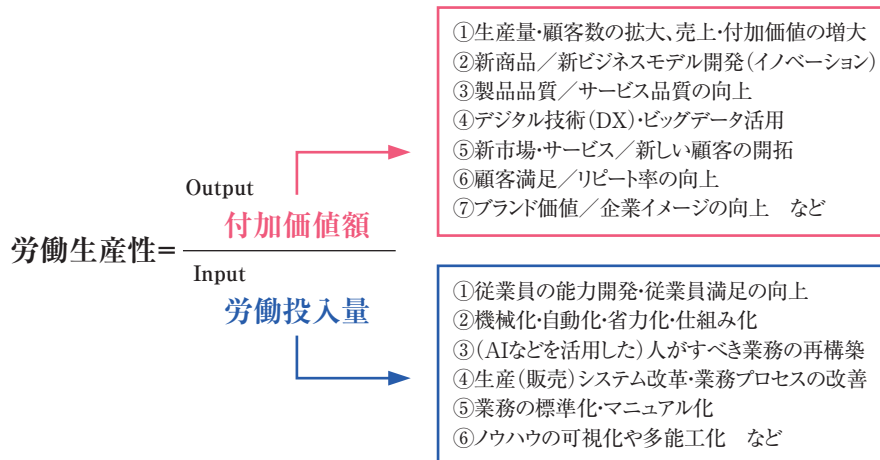 労働生産性=
Output
付加価値額
Input
労働投入量
①生産量・顧客数の拡大、売上・付加価値の増大
②新商品／新ビジネスモデル開発(イノベーション)
③製品品質／サービス品質の向上
④デジタル技術(DX)・ビッグデータ活用
⑤新市場・サービス／新しい顧客の開拓
⑥顧客満足／リピート率の向上
⑦ブランド価値／企業イメージの向上　など
①従業員の能力開発・従業員満足の向上
②機械化・自動化・省力化・仕組み化
③(AIなどを活用した)人がすべき業務の再構築
④生産(販売)システム改革・業務プロセスの改善
⑤業務の標準化・マニュアル化
⑥ノウハウの可視化や多能工化　など